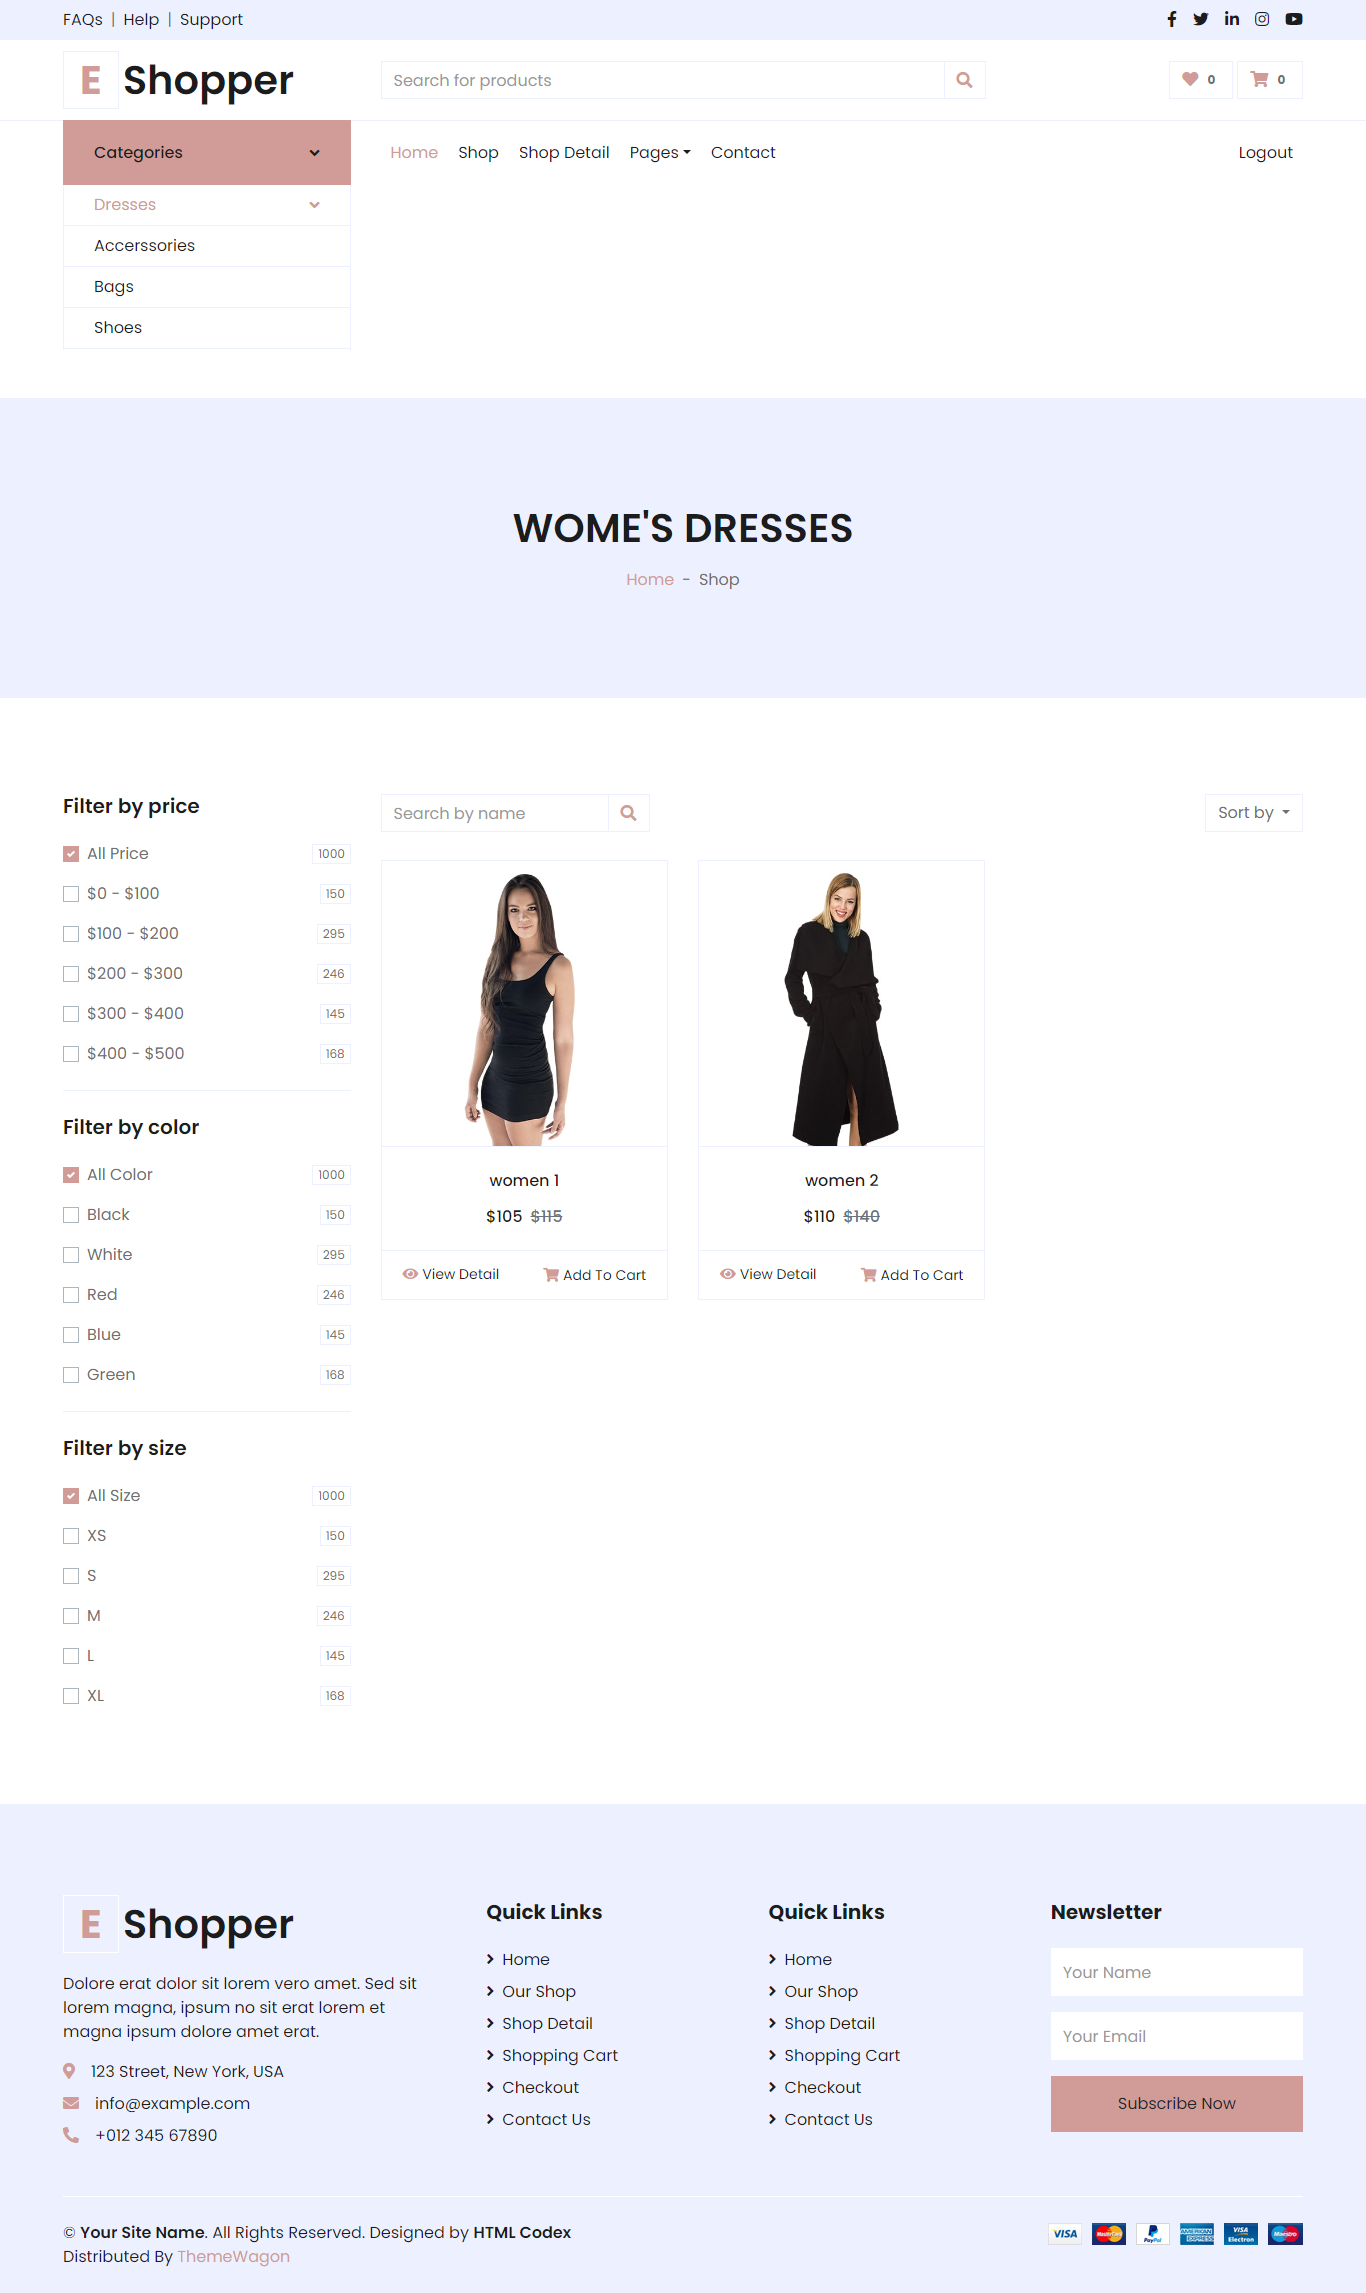 FAQs | Help | Support
E Shopper
Search for products
0
0
Categories
Home Shop Shop Detail Pages Contact Logout
Dresses
Accerssories
Bags
Shoes
WOME'S DRESSES
Home - Shop
Filter by price
All Price 1000
$0 - $100 150
$100 - $200 295
$200 - $300 246
$300 - $400 145
$400 - $500 168
Filter by color
All Color 1000
Black 150
White 295
Red 246
Blue 145
Green 168
Filter by size
All Size 1000
XS 150
S 295
M 246
L 145
XL 168
Search by name
Sort by
women 1
$105 $115
View Detail Add To Cart
women 2
$110 $140
View Detail Add To Cart
E Shopper
Dolore erat dolor sit lorem vero amet. Sed sit
lorem magna, ipsum no sit erat lorem et
magna ipsum dolore amet erat.
123 Street, New York, USA
info@example.com
+012 345 67890
Quick Links
Home
Our Shop
Shop Detail
Shopping Cart
Checkout
Contact Us
Quick Links
Home
Our Shop
Shop Detail
Shopping Cart
Checkout
Contact Us
Newsletter
Your Name
Your Email
Subscribe Now
© Your Site Name. All Rights Reserved. Designed by HTML Codex
Distributed By ThemeWagon
VISA
MasterCard
PayPal
AMERICAN EXPRESS
VISA Electron
Maestro